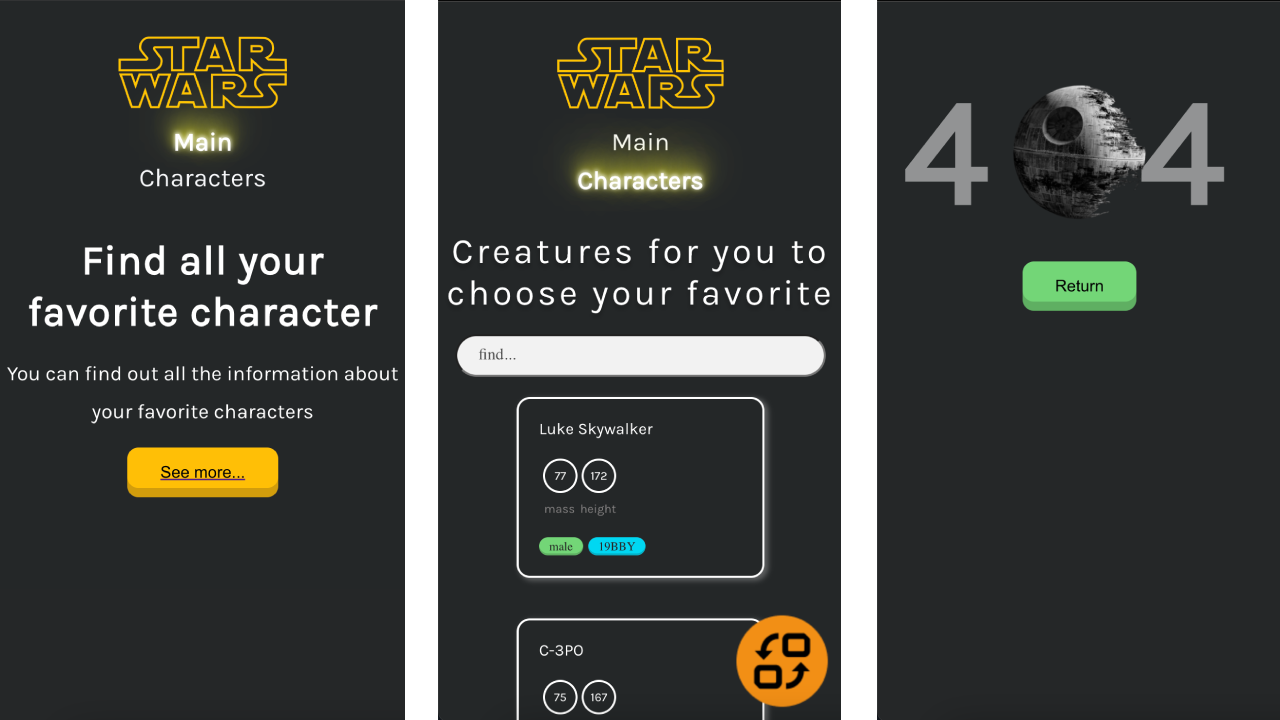 STAR
WARS
Main
Characters
Find all your
favorite character
You can find out all the information about
your favorite characters
See more...
STAR
WARS
Main
Characters
Creatures for you to
choose your favorite
find...
Luke Skywalker
77 172
mass height
male 19BBY
C-3PO
75 167
4 4
Return